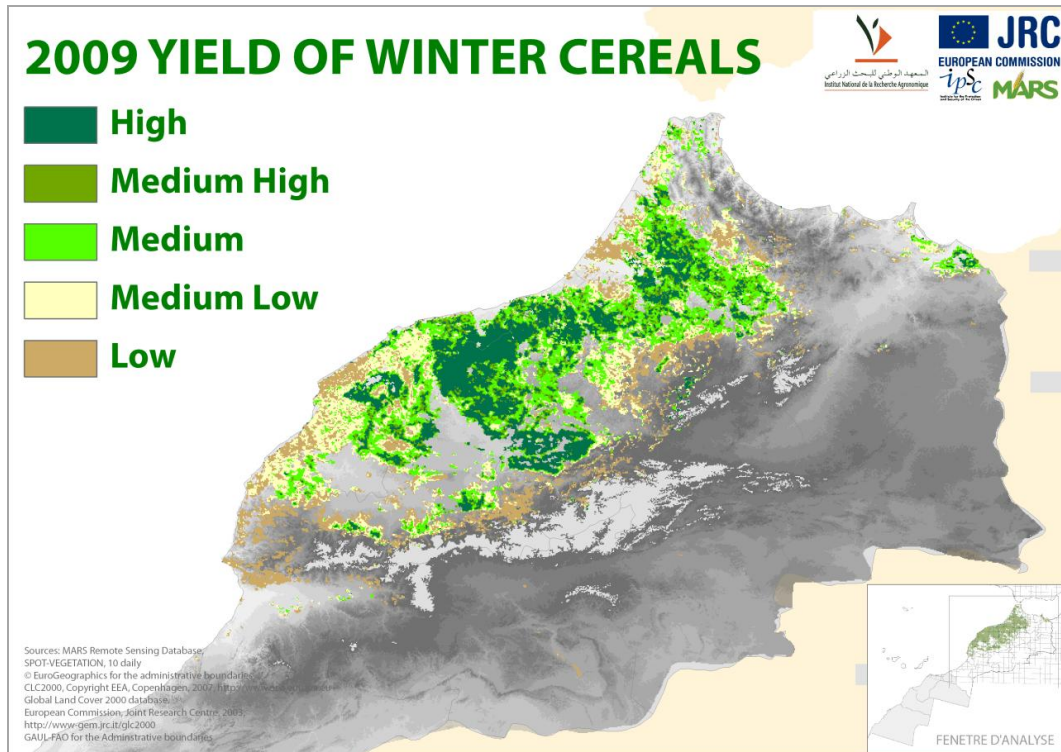 2009 YIELD OF WINTER CEREALS
High
Medium High
Medium
Medium Low
Low
المعهد الوطني للبحث الزراعي
Institut National de la Recherche Agronomique
JRC
EUROPEAN COMMISSION
ipsc
MARS
Sources: MARS Remote Sensing Database,
SPOT-VEGETATION, 10 daily
© EuroGeographics for the administrative boundaries
CLC2000, Copyright EEA, Copenhagen, 2007,
Global Land Cover 2000 database,
European Commission, Joint Research Centre, 2003,
http://www-gem.jrc.it/glc2000
GAUL-FAO for the Adminstrative boundaries
FENETRE D'ANALYSE